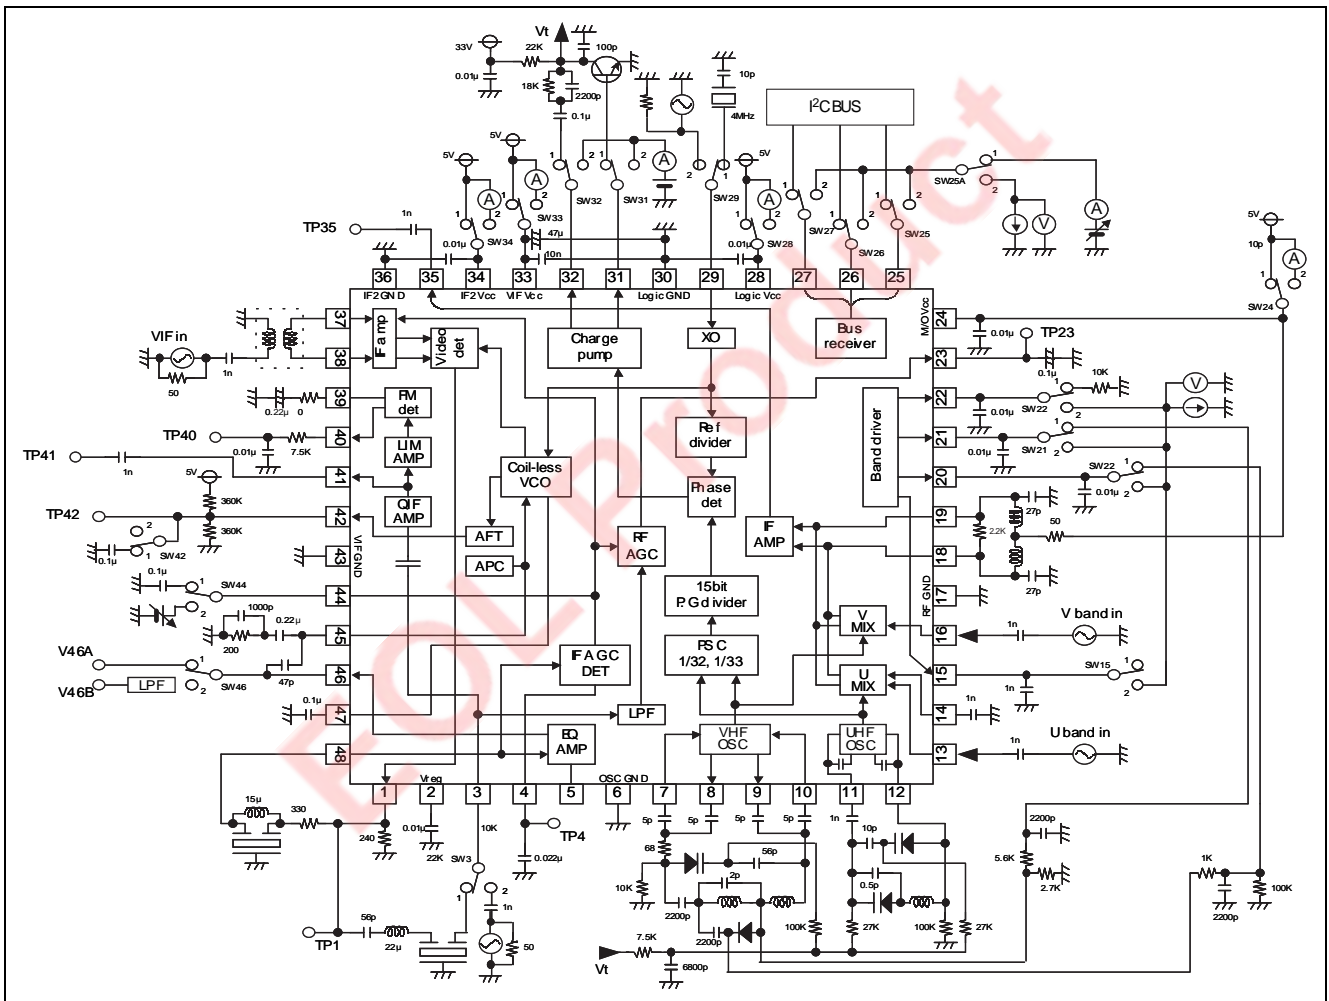 Vt
33V
22K
100p
0.01µ
18K
2200p
0.1µ
10p
4MHz
I²CBUS
5V
5V
A
A
A
5V
A
1
2
SW34
SW33
SW32
SW31
SW29
SW28
SW27
SW26
SW25
SW25A
A
V
5V
10p
A
SW24
TP35
1n
0.01µ
47µ
10n
0.01µ
36
35
34
33
32
31
30
29
28
27
26
25
IF2 GND
IF2 Vcc
VIF Vcc
Logic GND
Logic Vcc
M/O Vcc
24
0.01µ
TP23
23
0.1µ
10K
22
0.01µ
SW22
V
21
0.01µ
SW21
20
0.01µ
SW22
19
2.2K
27p
50
18
27p
RF GND
17
V band in
16
1n
15
1n
SW15
14
1n
U band in
13
1n
VIF in
50
1n
37
38
0.22µ
0
39
TP40
0.01µ
7.5K
40
TP41
1n
41
5V
360K
TP42
360K
42
0.1µ
SW42
VIF GND
43
0.1µ
SW44
44
1000p
0.22µ
200
45
V46A
V46B
LPF
SW46
47p
46
0.1µ
47
48
IF amp
Video det
FM det
LIM AMP
QIF AMP
Charge pump
XO
Bus receiver
Ref divider
Phase det
Coil-less VCO
AFT
APC
RF AGC
IF AMP
Band driver
15bit P.G divider
PSC 1/32, 1/33
V MIX
U MIX
IF AGC DET
LPF
EQ AMP
VHF OSC
UHF OSC
Vreg
OSC GND
1
2
3
4
5
6
7
8
9
10
11
12
15µ
330
240
0.01µ
22K
10K
SW3
TP4
0.022µ
1
2
1n
50
TP1
56p
22µ
5p
5p
5p
5p
1n
68
10K
56p
2p
2200p
2200p
100K
10p
0.5p
27K
100K
27K
Vt
7.5K
6800p
2200p
5.6K
2.7K
1K
2200p
100K
EOL Product